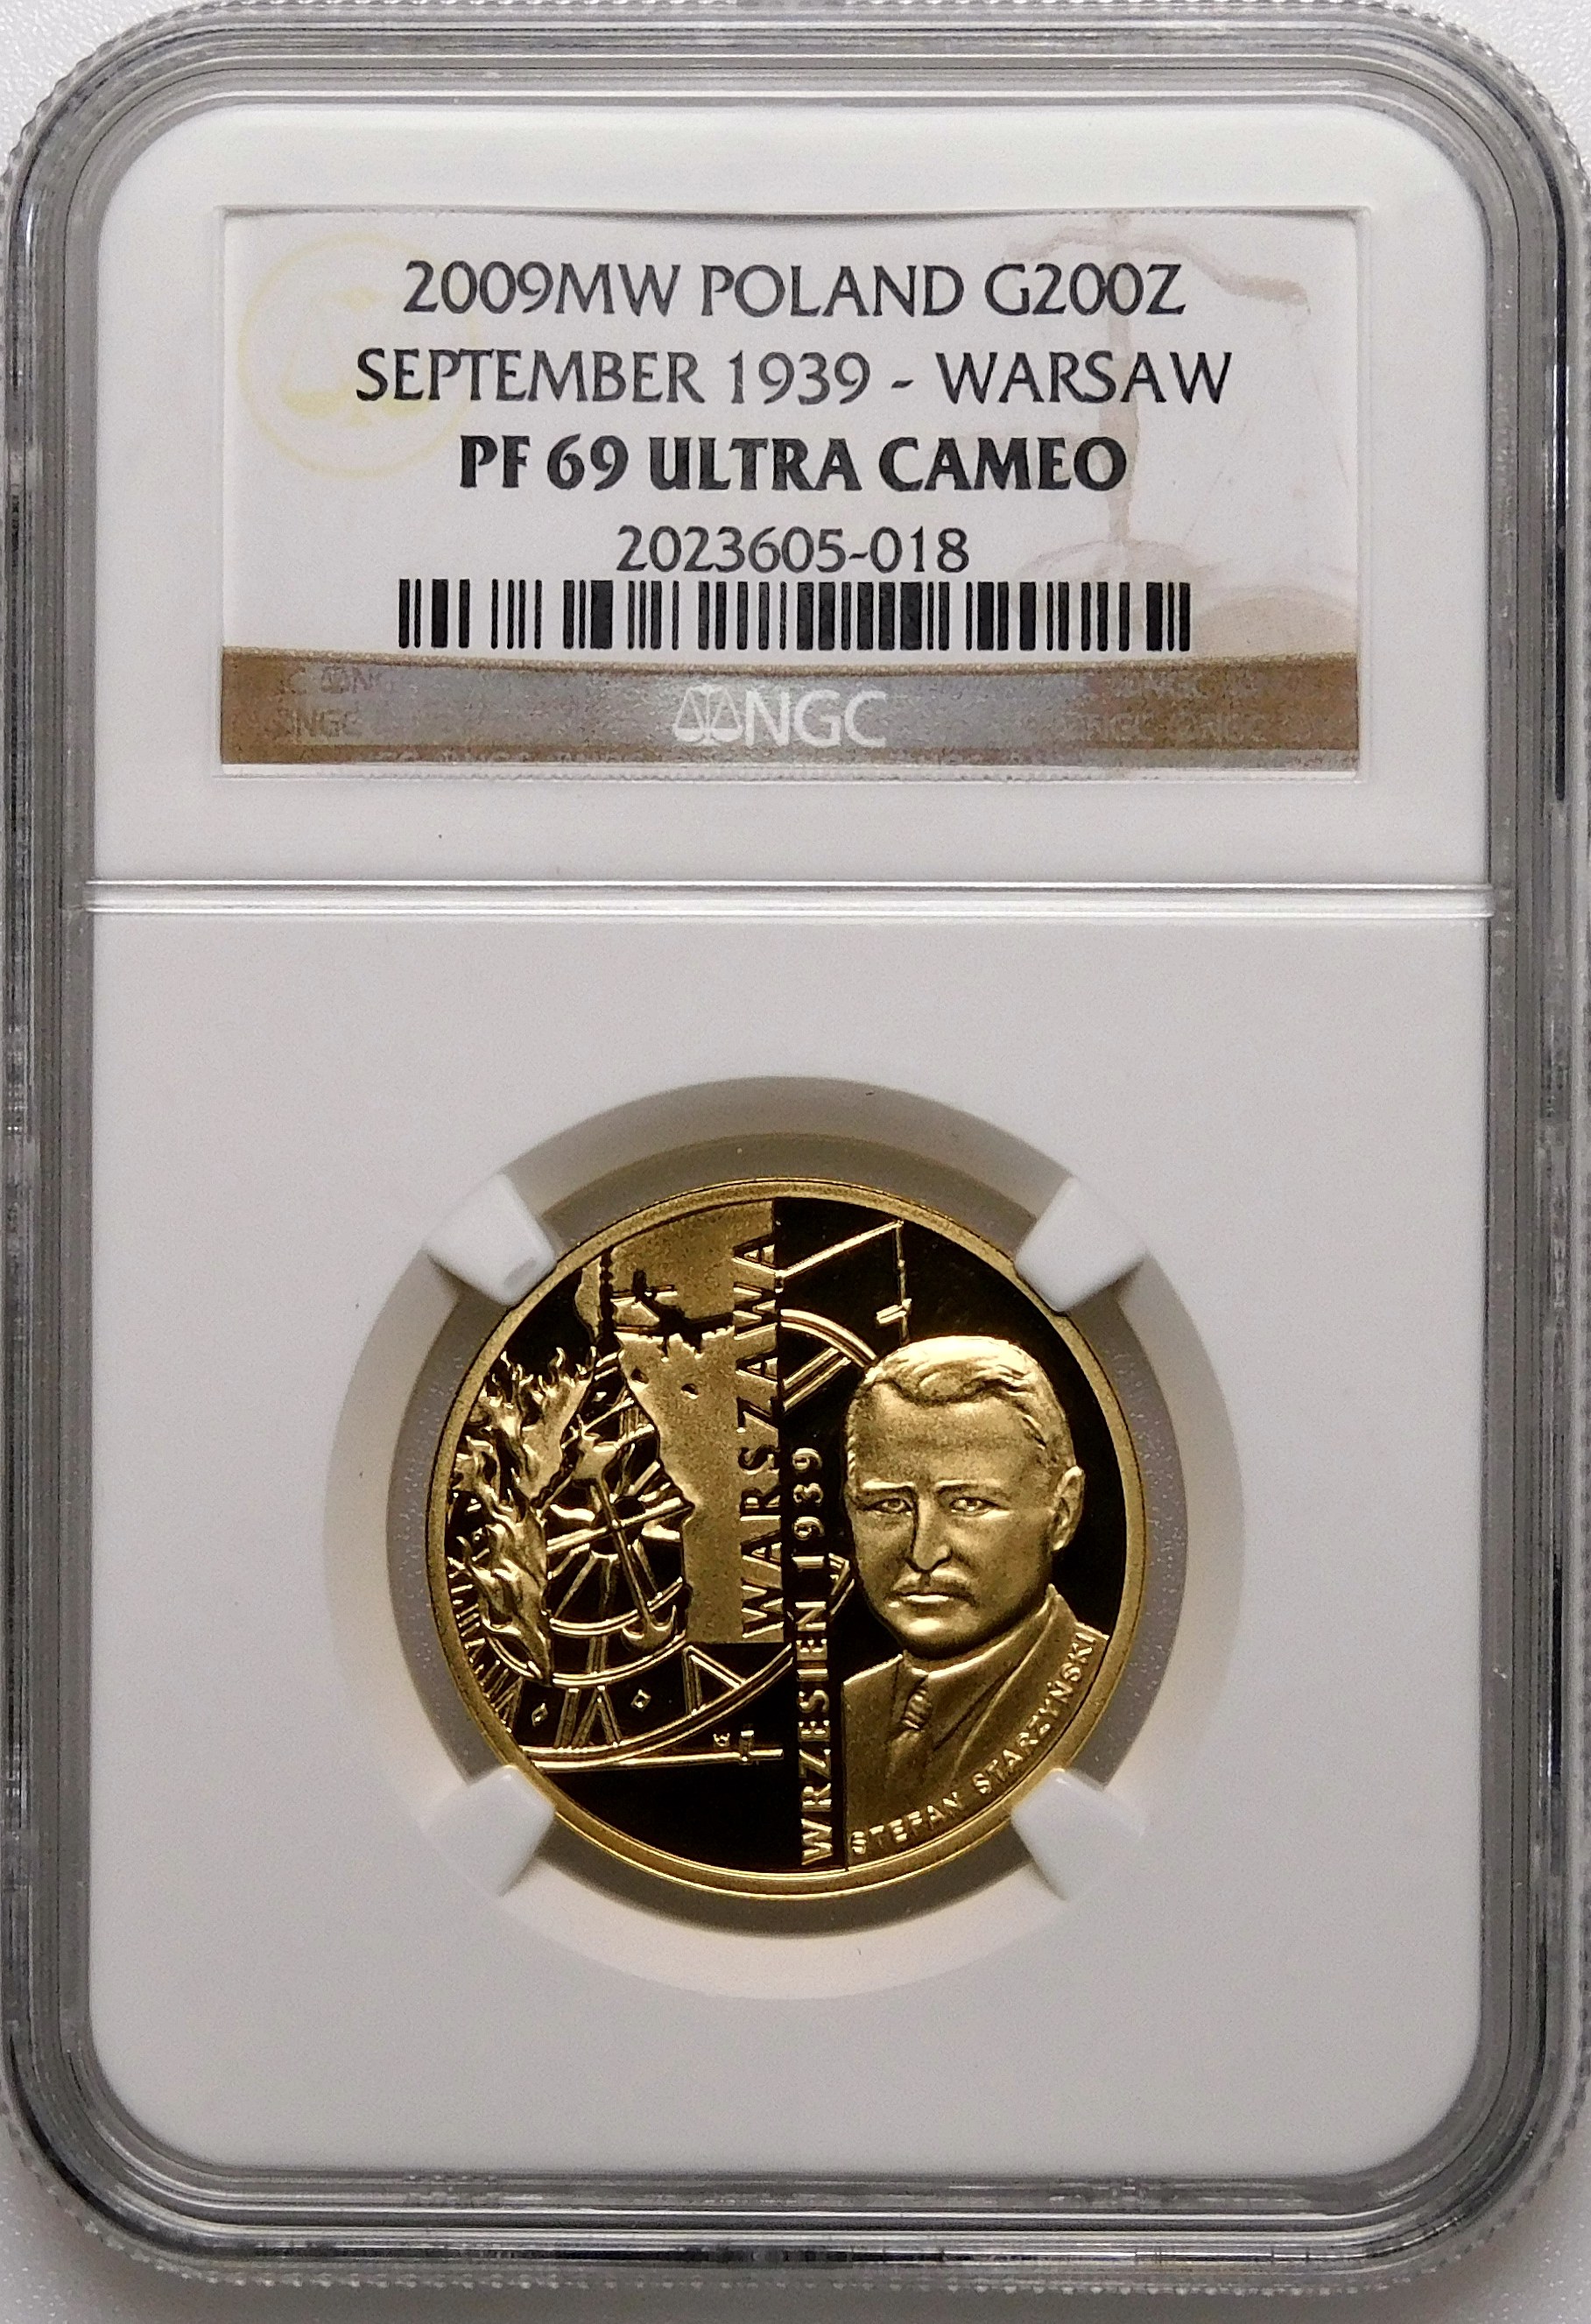 2009MW POLAND G200Z
SEPTEMBER 1939 - WARSAW
PF 69 ULTRA CAMEO
2023605-018
NGC
WARSZAWA
WRZESIEŃ 1939
STEFAN STARZYŃSKI